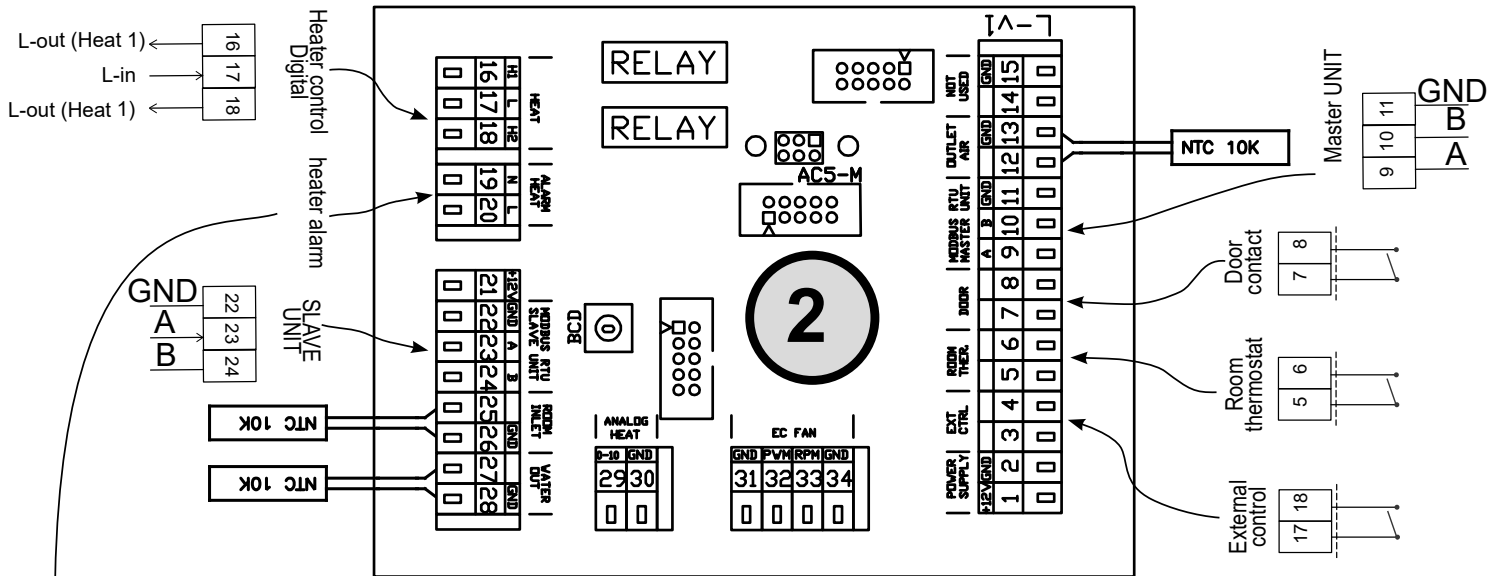 L-out (Heat 1)
L-in
L-out (Heat 1)
16
17
18
Heater control
Digital
heater alarm
GND
A
B
22
23
24
SLAVE
UNIT
NTC 10K
NTC 10K
16 H1
17 L
18 H2
HEAT
19 N
20 L
ALARM
HEAT
21 +12V
22 GND
23 A
24 B
MODBUS RTU
SLAVE UNIT
25
26 GND
ROOM
INLET
27
28 GND
WATER
OUT
RELAY
RELAY
AC5-M
BCD
2
ANALOG
HEAT
0-10 GND
29 30
EC FAN
GND PWM RPM GND
31 32 33 34
L-V1
NOT
USED
GND 15
14
OUTLET
AIR
GND 13
12
MODBUS RTU
MASTER UNIT
GND 11
B 10
A 9
DOOR
8
7
ROOM
THER.
6
5
EXT
CTRL
4
3
POWER
SUPPLY
GND 2
+12V 1
NTC 10K
Master UNIT
11
10
9
GND
B
A
Door
contact
8
7
Room
thermostat
6
5
External
control
18
17